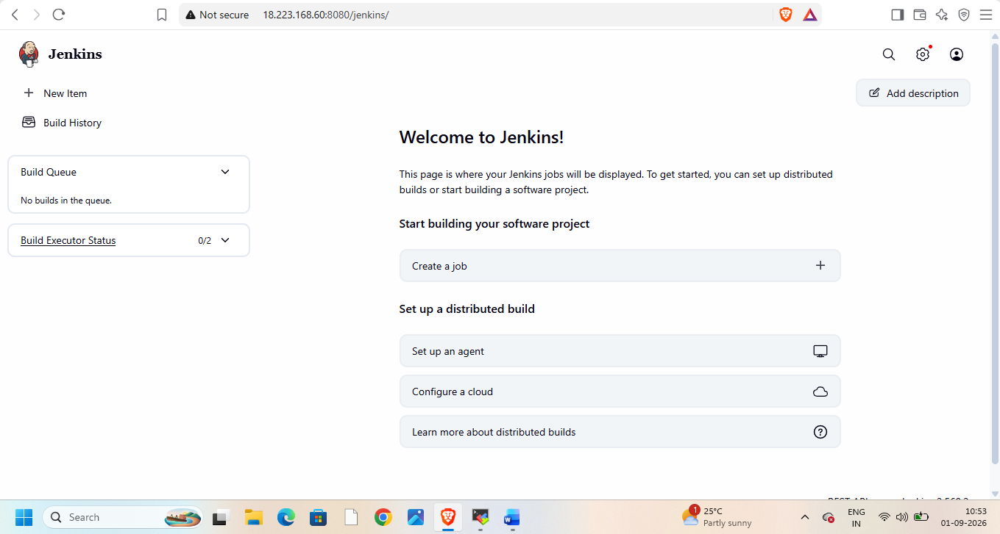 Not secure
18.223.168.60:8080/jenkins/
Jenkins
New Item
Add description
Build History
Welcome to Jenkins!
Build Queue
This page is where your Jenkins jobs will be displayed. To get started, you can set up distributed
builds or start building a software project.
No builds in the queue.
Start building your software project
Build Executor Status 0/2
Create a job
Set up a distributed build
Set up an agent
Configure a cloud
Learn more about distributed builds
Search
1
25°C
Partly sunny
ENG
IN
10:53
01-09-2026